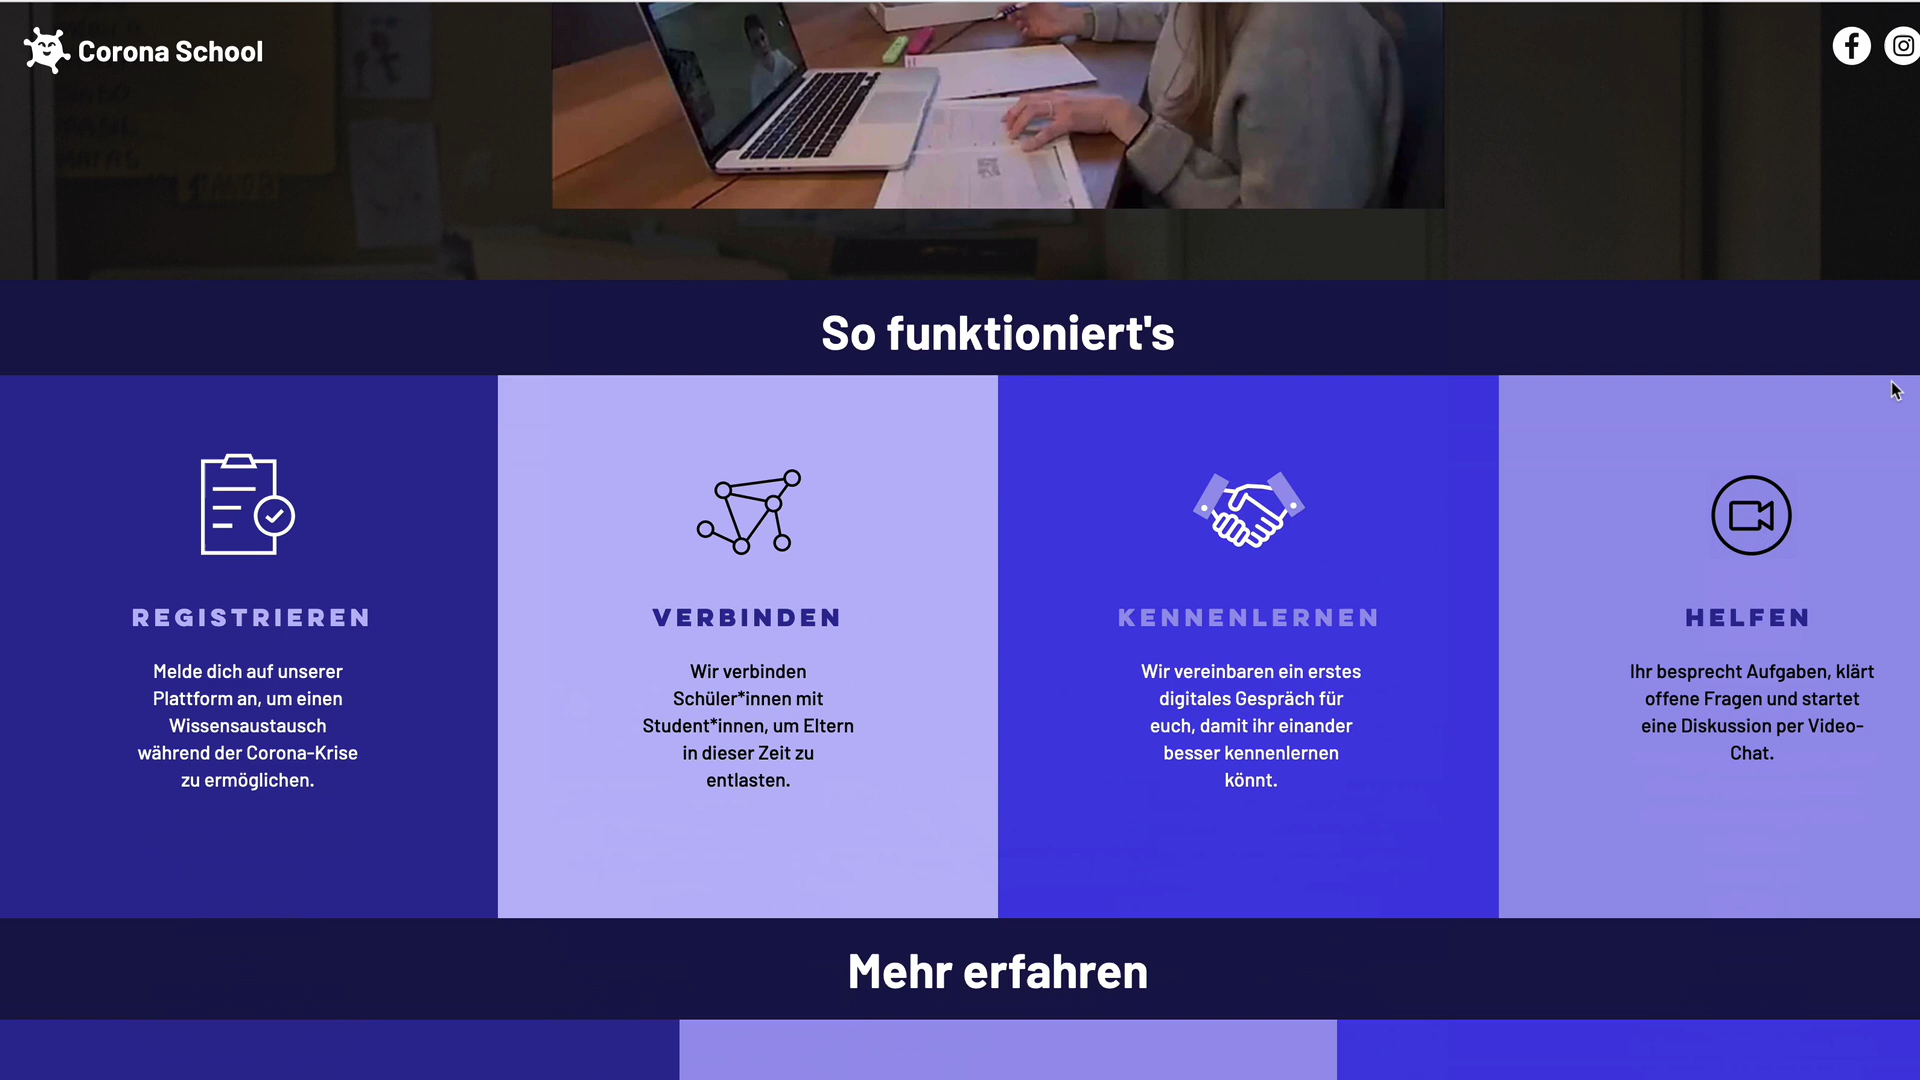 Corona School
So funktioniert's
REGISTRIEREN
Melde dich auf unserer
Plattform an, um einen
Wissensaustausch
während der Corona-Krise
zu ermöglichen.
VERBINDEN
Wir verbinden
Schüler*innen mit
Student*innen, um Eltern
in dieser Zeit zu
entlasten.
KENNENLERNEN
Wir vereinbaren ein erstes
digitales Gespräch für
euch, damit ihr einander
besser kennenlernen
könnt.
HELFEN
Ihr besprecht Aufgaben, klärt
offene Fragen und startet
eine Diskussion per Video-
Chat.
Mehr erfahren